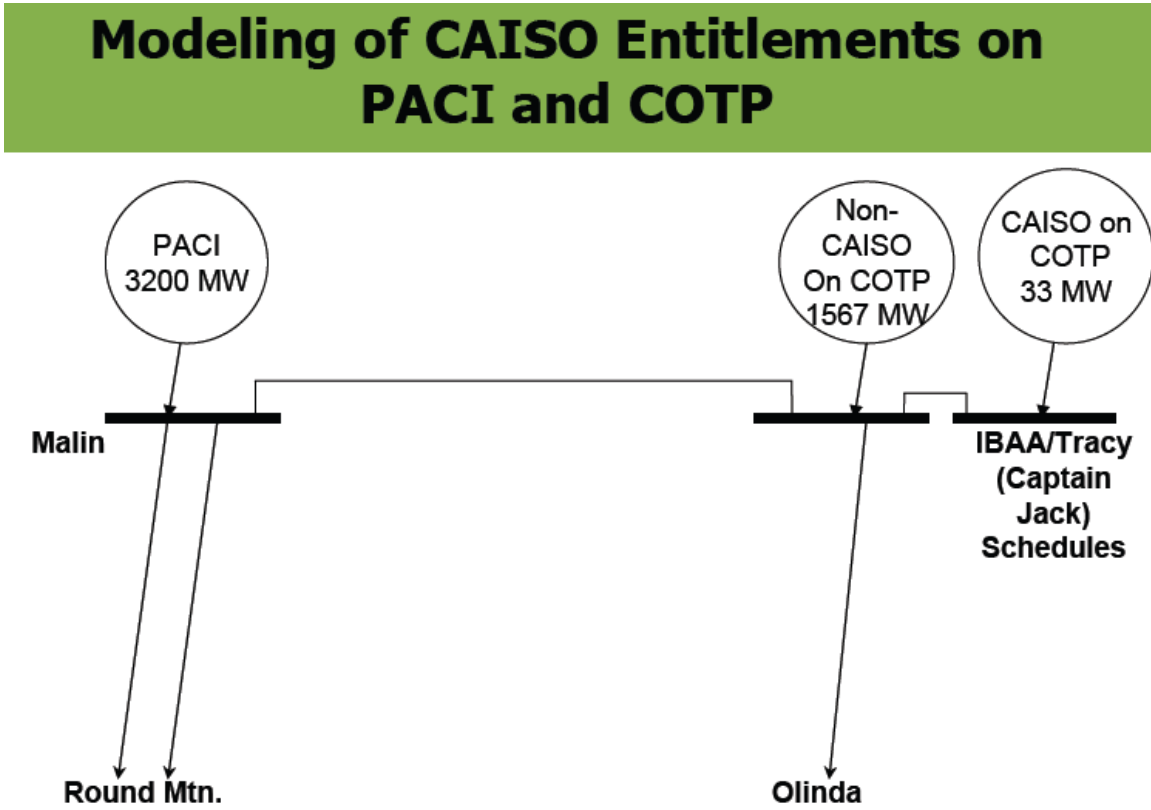 Modeling of CAISO Entitlements on
PACI and COTP
PACI
3200 MW
Non-
CAISO
On COTP
1567 MW
CAISO on
COTP
33 MW
Malin
IBAA/Tracy
(Captain
Jack)
Schedules
Round Mtn.
Olinda